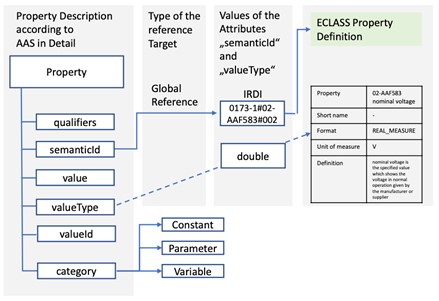 Property Description
according to
AAS in Detail
Property
qualifiers
semanticId
value
valueType
valueId
category
Type of the
reference
Target
Global
Reference
Values of the
Attributes
„semanticId“
and
„valueType“
IRDI
0173-1#02-
AAF583#002
double
Constant
Parameter
Variable
ECLASS Property
Definition
Property 02-AAF583
nominal voltage
Short name -
Format REAL_MEASURE
Unit of measure V
Definition nominal voltage is
the specified value
which shows the
voltage in normal
operation given by
the manufacturer or
supplier